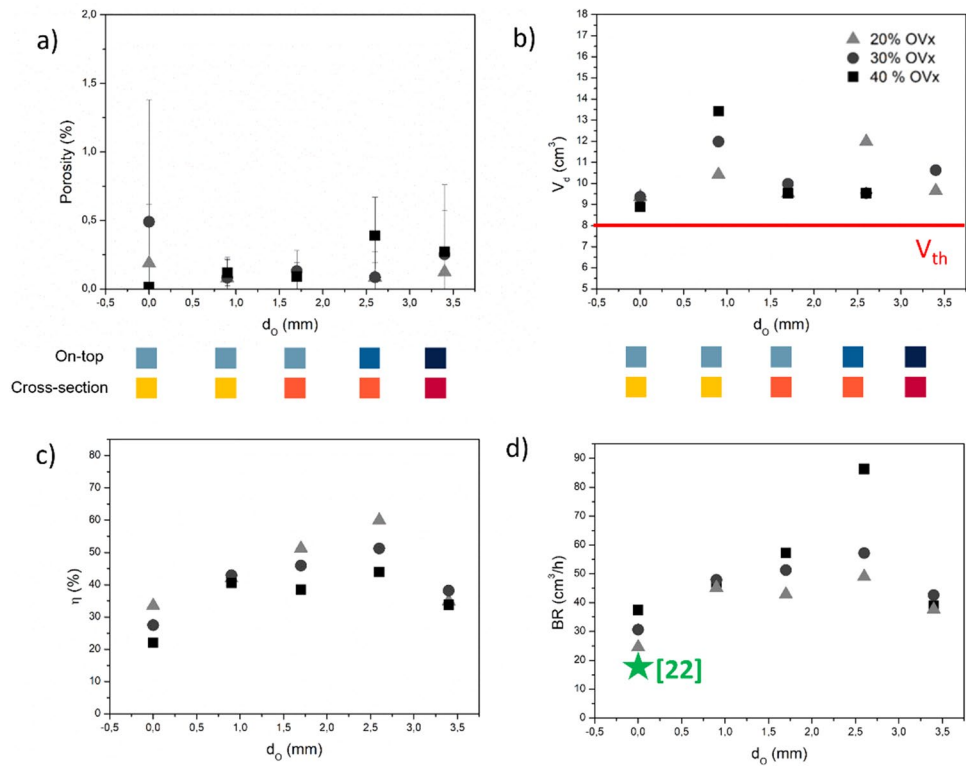 a)
2,0
1,5
1,0
0,5
0,0
Porosity (%)
-0,5 0,0 0,5 1,0 1,5 2,0 2,5 3,0 3,5
dO (mm)
b)
18
17
16
15
14
13
12
11
10
9
8
7
6
5
Vd (cm³)
20% OVx
30% OVx
40 % OVx
Vth
-0,5 0,0 0,5 1,0 1,5 2,0 2,5 3,0 3,5
dO (mm)
On-top
Cross-section
c)
80
70
60
50
40
30
20
10
0
η (%)
-0,5 0,0 0,5 1,0 1,5 2,0 2,5 3,0 3,5
dO (mm)
d)
90
80
70
60
50
40
30
20
10
0
BR (cm³/h)
[22]
-0,5 0,0 0,5 1,0 1,5 2,0 2,5 3,0 3,5
dO (mm)